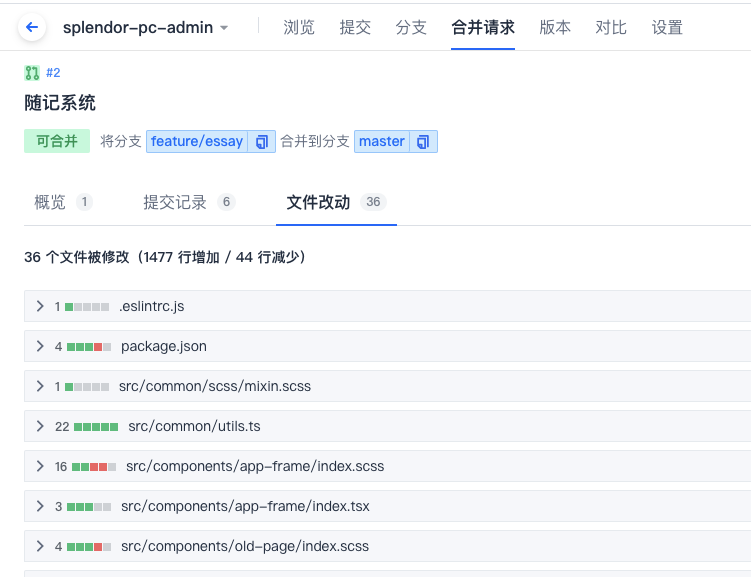 splendor-pc-admin 浏览 提交 分支 合并请求 版本 对比 设置
#2
随记系统
可合并 将分支 feature/essay 合并到分支 master
概览 1 提交记录 6 文件改动 36
36 个文件被修改（1477 行增加 / 44 行减少）
1 .eslintrc.js
4 package.json
1 src/common/scss/mixin.scss
22 src/common/utils.ts
16 src/components/app-frame/index.scss
3 src/components/app-frame/index.tsx
4 src/components/old-page/index.scss